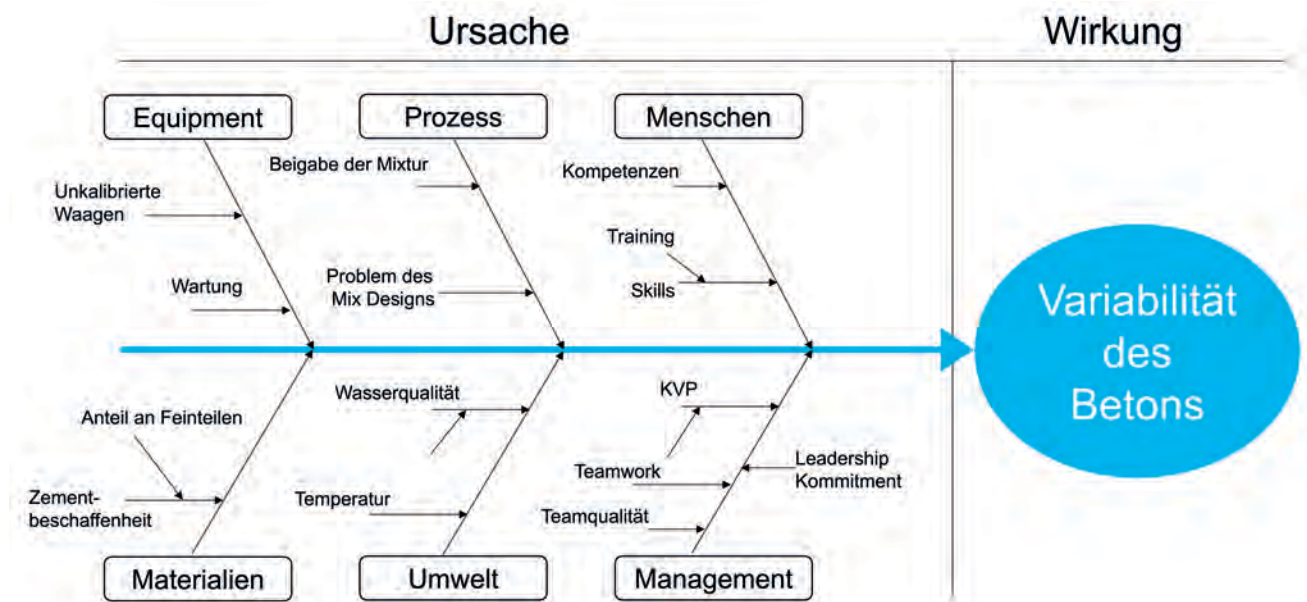 Ursache
Wirkung
Equipment
Prozess
Menschen
Beigabe der Mixtur
Kompetenzen
Unkalibrierte
Waagen
Training
Wartung
Problem des
Mix Designs
Skills
Variabilität
des
Betons
Wasserqualität
KVP
Anteil an Feinteilen
Leadership
Kommitment
Teamwork
Zement-
beschaffenheit
Temperatur
Teamqualität
Materialien
Umwelt
Management